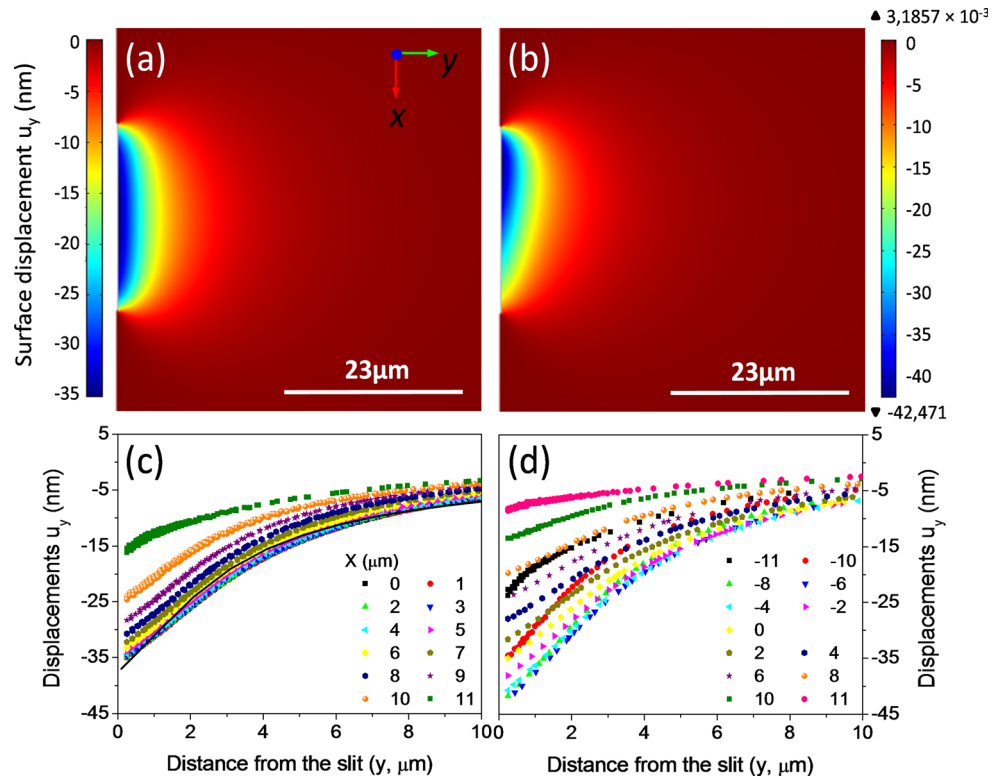 3,1857 × 10⁻³
-42,471
Surface displacement u_y (nm)
0
-5
-10
-15
-20
-25
-30
-35
(a)
y
x
23μm
(b)
23μm
0
-5
-10
-15
-20
-25
-30
-35
-40
(c)
Displacements u_y (nm)
5
-5
-15
-25
-35
-45
X (μm)
0 1
2 3
4 5
6 7
8 9
10 11
0 2 4 6 8 10
Distance from the slit (y, μm)
(d)
-11 -10
-8 -6
-4 -2
0
2 4
6 8
10 11
0 2 4 6 8 10
Distance from the slit (y, μm)
5
-5
-15
-25
-35
-45
Displacements u_y (nm)